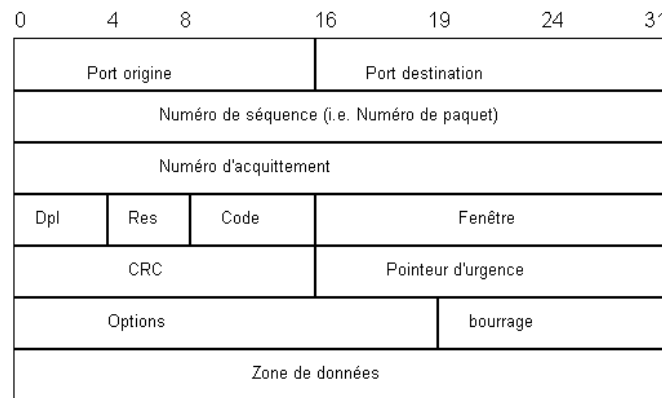 0 4 8 16 19 24 31
Port origine Port destination
Numéro de séquence (i.e. Numéro de paquet)
Numéro d'acquittement
Dpl Res Code Fenêtre
CRC Pointeur d'urgence
Options bourrage
Zone de données